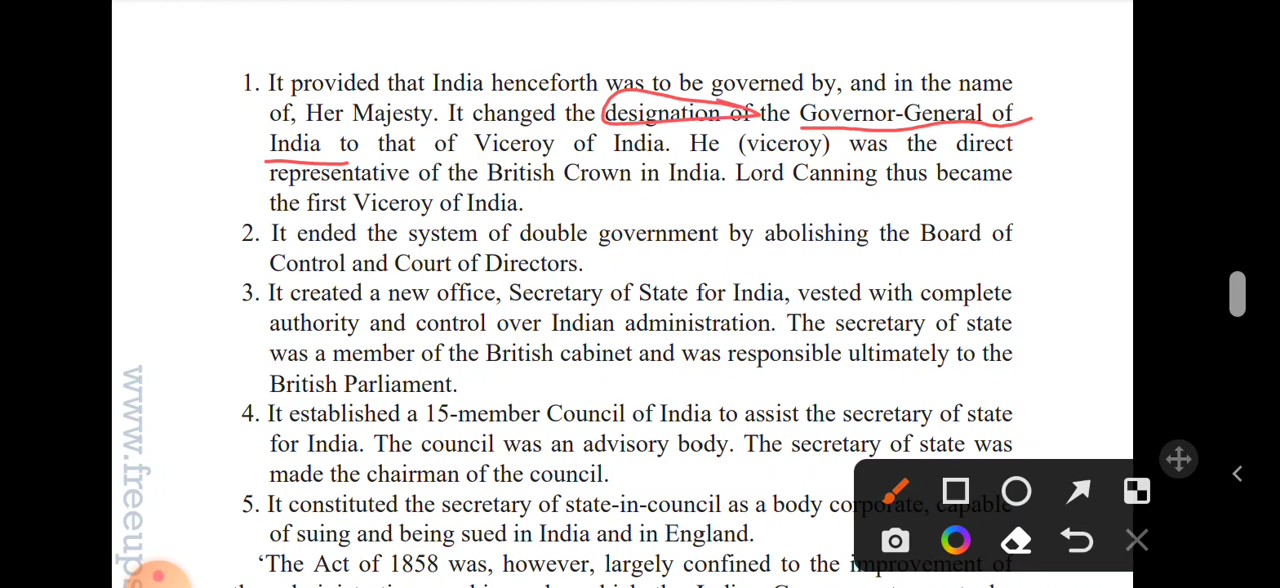 1. It provided that India henceforth was to be governed by, and in the name
of, Her Majesty. It changed the designation of the Governor-General of
India to that of Viceroy of India. He (viceroy) was the direct
representative of the British Crown in India. Lord Canning thus became
the first Viceroy of India.
2. It ended the system of double government by abolishing the Board of
Control and Court of Directors.
3. It created a new office, Secretary of State for India, vested with complete
authority and control over Indian administration. The secretary of state
was a member of the British cabinet and was responsible ultimately to the
British Parliament.
4. It established a 15-member Council of India to assist the secretary of state
for India. The council was an advisory body. The secretary of state was
made the chairman of the council.
5. It constituted the secretary of state-in-council as a body corporate, capable
of suing and being sued in India and in England.
‘The Act of 1858 was, however, largely confined to the improvement of
www.freeups